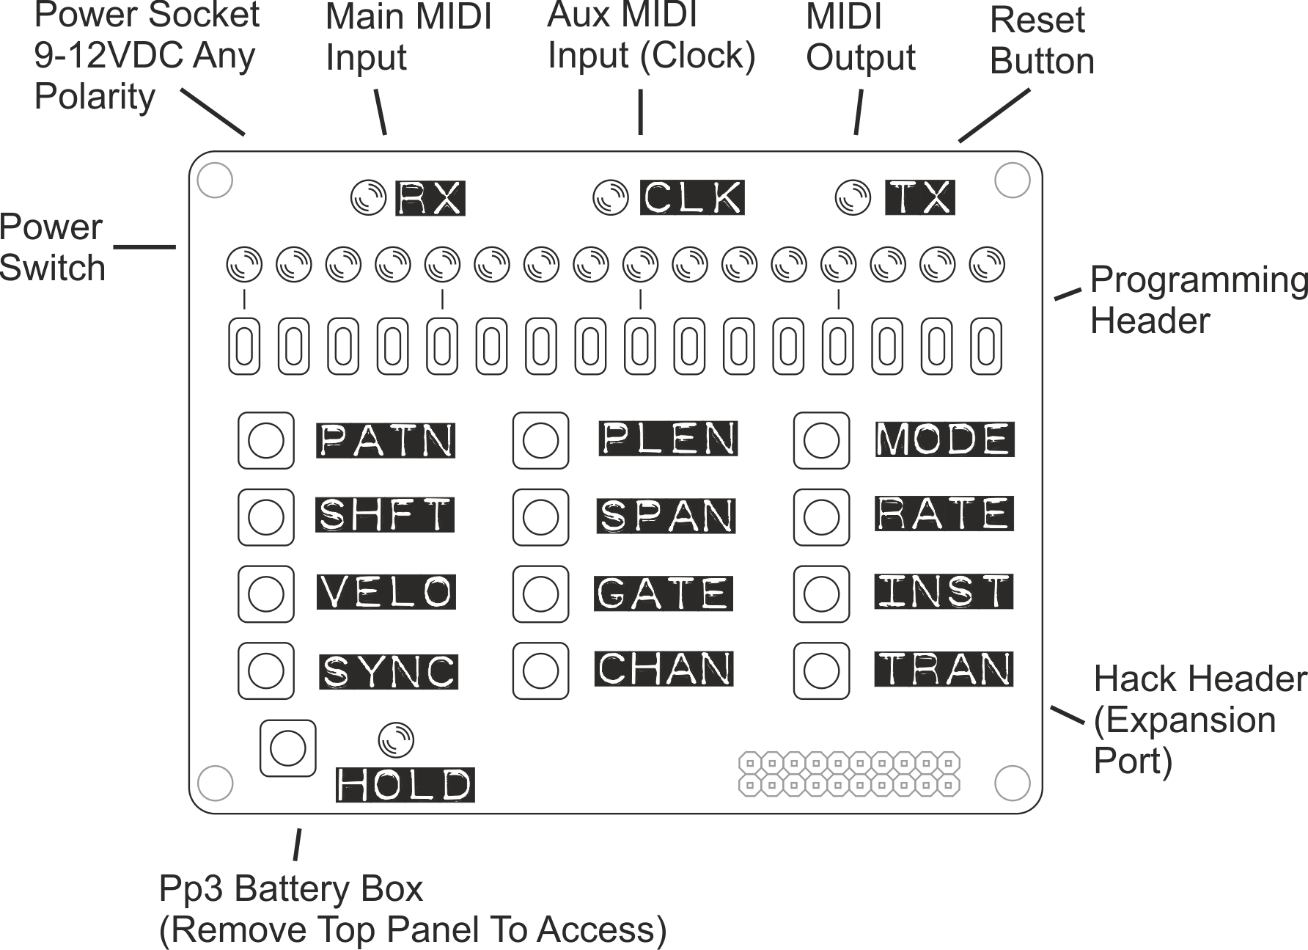 Power Socket
9-12VDC Any
Polarity
Main MIDI
Input
Aux MIDI
Input (Clock)
MIDI
Output
Reset
Button
RX
CLK
TX
Power
Switch
Programming
Header
PATN
PLEN
MODE
SHFT
SPAN
RATE
VELO
GATE
INST
SYNC
CHAN
TRAN
Hack Header
(Expansion
Port)
HOLD
Pp3 Battery Box
(Remove Top Panel To Access)